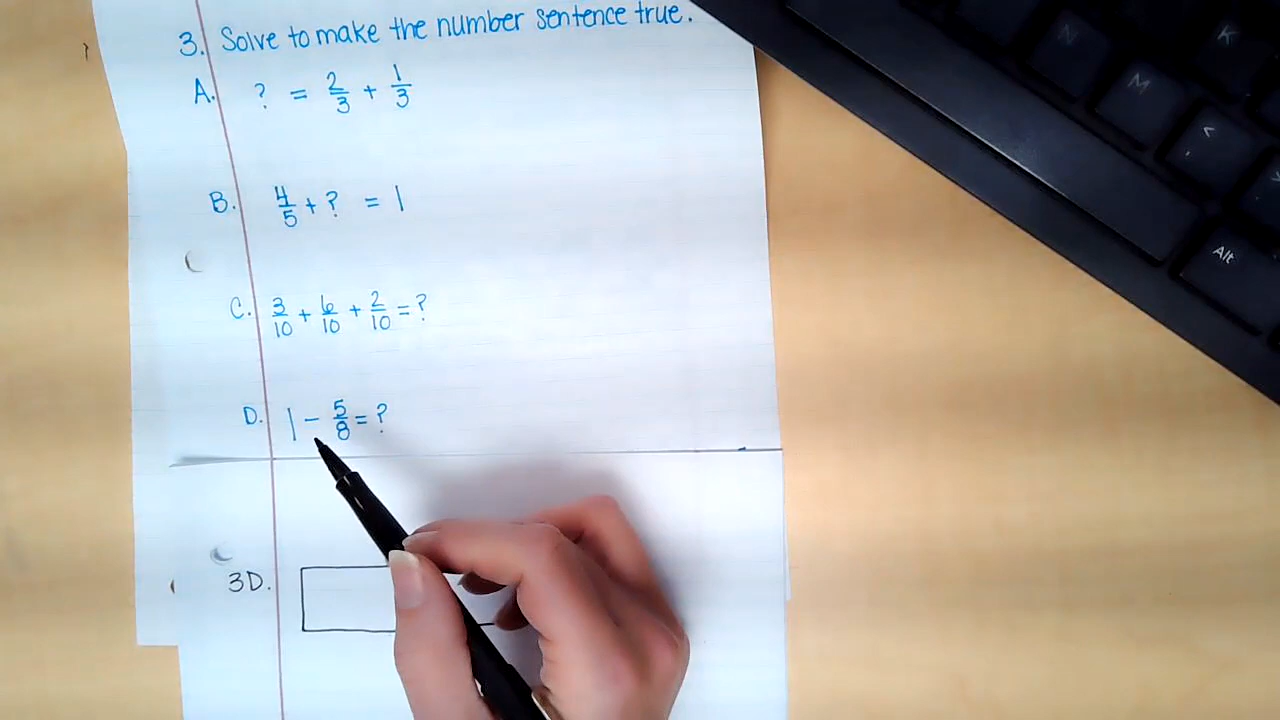 3. Solve to make the number sentence true.
A. ? = 2/3 + 1/3
B. 4/5 + ? = 1
C. 3/10 + 6/10 + 2/10 = ?
D. 1 - 5/8 = ?
3D.
N
K
M
<
,
Alt